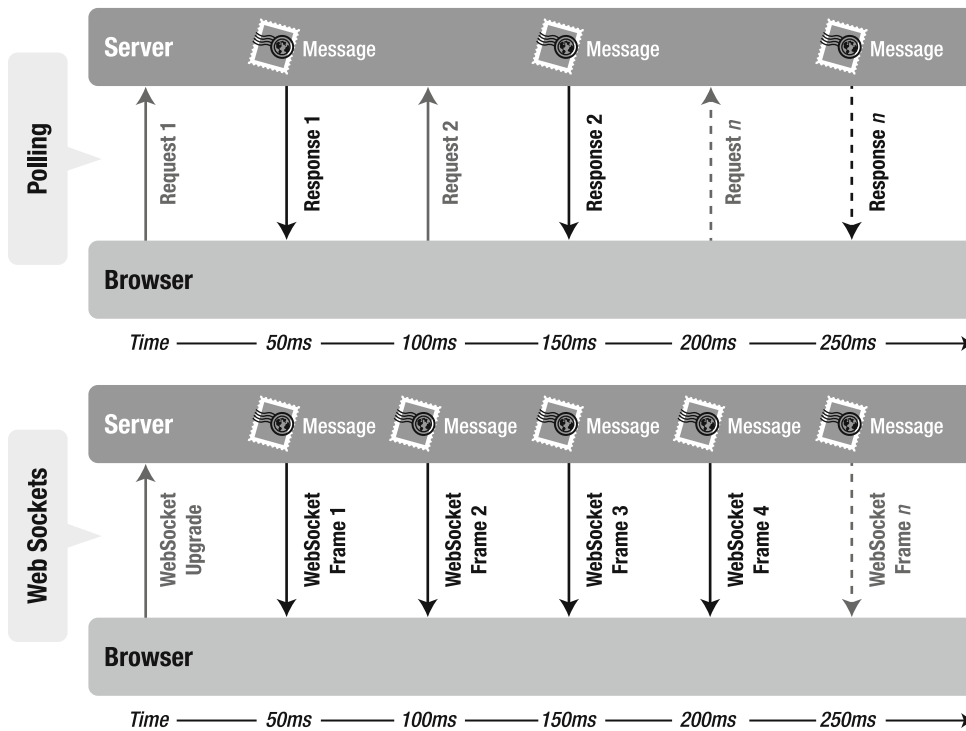 Polling
Server
Message
Message
Message
Request 1
Response 1
Request 2
Response 2
Request n
Response n
Browser
Time
50ms
100ms
150ms
200ms
250ms
Web Sockets
Server
Message
Message
Message
Message
Message
WebSocket
Upgrade
WebSocket
Frame 1
WebSocket
Frame 2
WebSocket
Frame 3
WebSocket
Frame 4
WebSocket
Frame n
Browser
Time
50ms
100ms
150ms
200ms
250ms